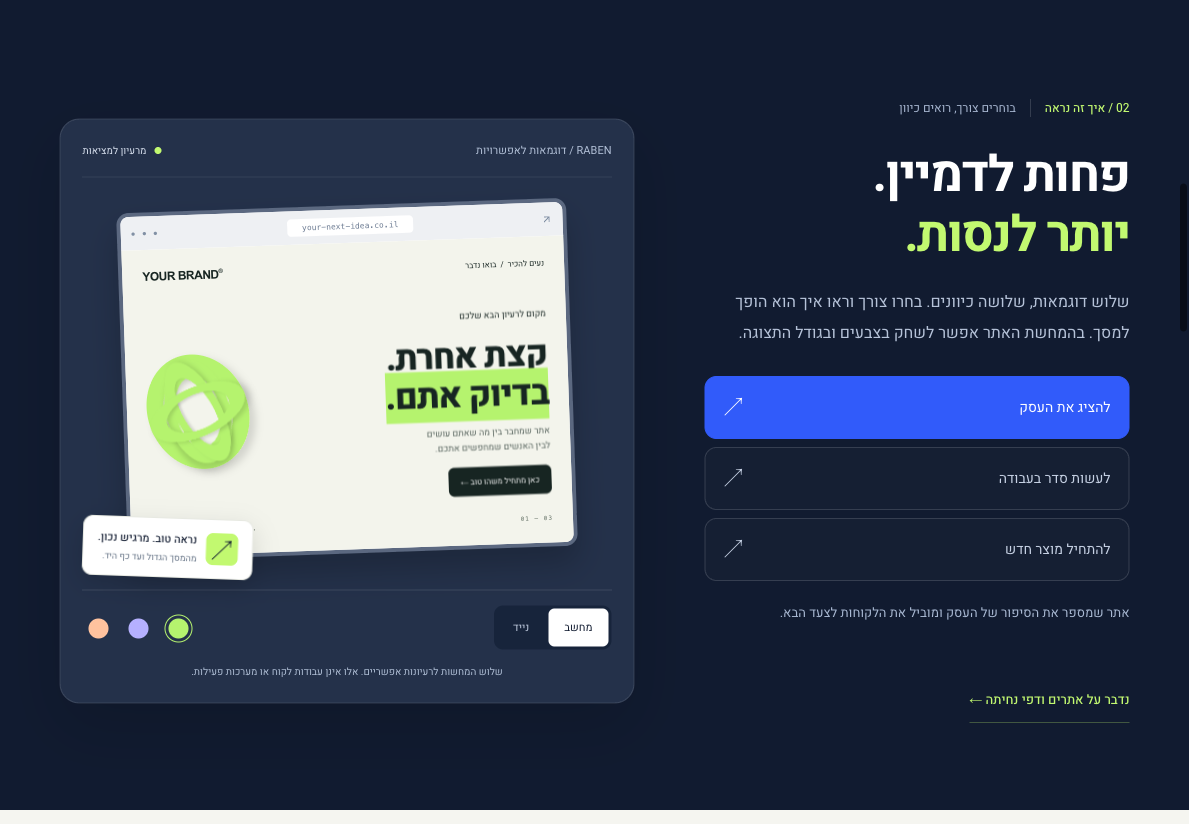 02 / איך זה נראה
בוחרים צורך, רואים כיוון
פחות לדמיין.
יותר לנסות.
שלוש דוגמאות, שלושה כיוונים. בחרו צורך וראו איך הוא הופך
למסך. בהמחשת האתר אפשר לשחק בצבעים ובגודל התצוגה.
להציג את העסק
לעשות סדר בעבודה
להתחיל מוצר חדש
אתר שמספר את הסיפור של העסק ומוביל את הלקוחות לצעד הבא.
נדבר על אתרים ודפי נחיתה ←
RABEN / דוגמאות לאפשרויות
מרעיון למציאות
your-next-idea.co.il
נעים להכיר / בואו נדבר
YOUR BRAND®
מקום לרעיון הבא שלכם
קצת אחרת.
בדיוק אתם.
אתר שמחבר בין מה שאתם עושים
לבין האנשים שמחפשים אתכם.
כאן מתחיל משהו טוב ←
01 — 03
נראה טוב. מרגיש נכון.
מהמסך הגדול ועד כף היד.
מחשב
נייד
שלוש המחשות לרעיונות אפשריים. אלו אינן עבודות לקוח או מערכות פעילות.